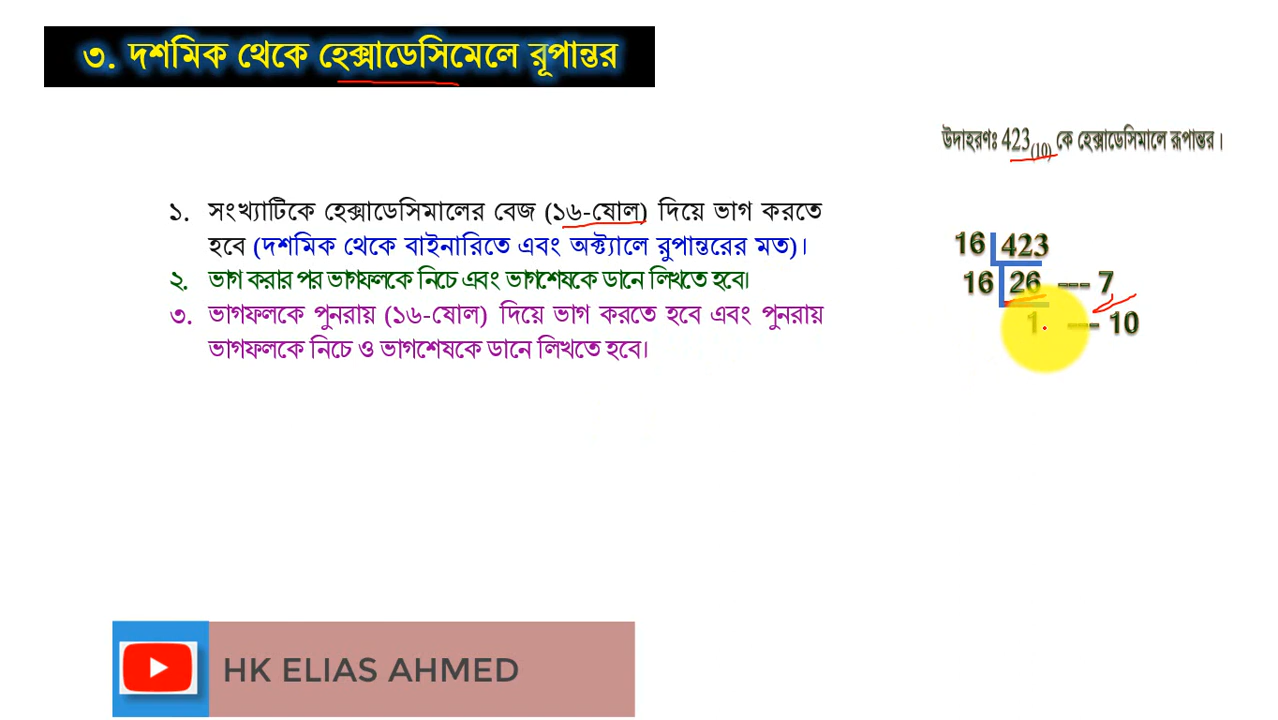 ৩. দশমিক থেকে হেক্সাডেসিমেলে রূপান্তর
উদাহরণঃ 423(10) কে হেক্সাডেসিমালে রূপান্তর।
১. সংখ্যাটিকে হেক্সাডেসিমালের বেজ (১৬-ষোল) দিয়ে ভাগ করতে
হবে (দশমিক থেকে বাইনারিতে এবং অক্ট্যালে রুপান্তরের মত)।
২. ভাগ করার পর ভাগফলকে নিচে এবং ভাগশেষকে ডানে লিখতে হবে।
৩. ভাগফলকে পুনরায় (১৬-ষোল) দিয়ে ভাগ করতে হবে এবং পুনরায়
ভাগফলকে নিচে ও ভাগশেষকে ডানে লিখতে হবে।
16 423
16 26 --- 7
1 --- 10
HK ELIAS AHMED